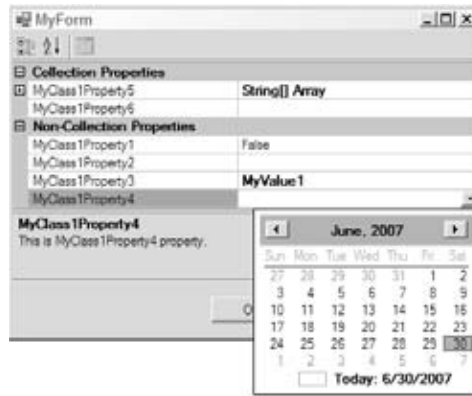 MyForm
Collection Properties
MyClass1Property5 String[] Array
MyClass1Property6
Non-Collection Properties
MyClass1Property1 False
MyClass1Property2
MyClass1Property3 MyValue1
MyClass1Property4
MyClass1Property4
This is MyClass1Property4 property.
June, 2007
Sun Mon Tue Wed Thu Fri Sat
27 28 29 30 31 1 2
3 4 5 6 7 8 9
10 11 12 13 14 15 16
17 18 19 20 21 22 23
24 25 26 27 28 29 30
1 2 3 4 5 6 7
Today: 6/30/2007